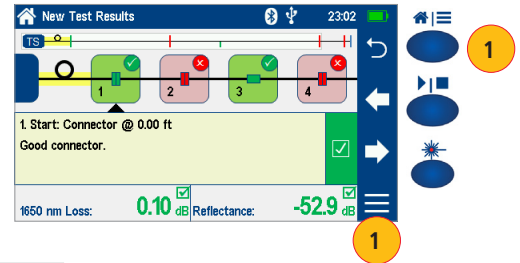 New Test Results 23:02
TS
1 2 3 4
1. Start: Connector @ 0.00 ft
Good connector.
1650 nm Loss: 0.10 dB Reflectance: -52.9 dB
1
1